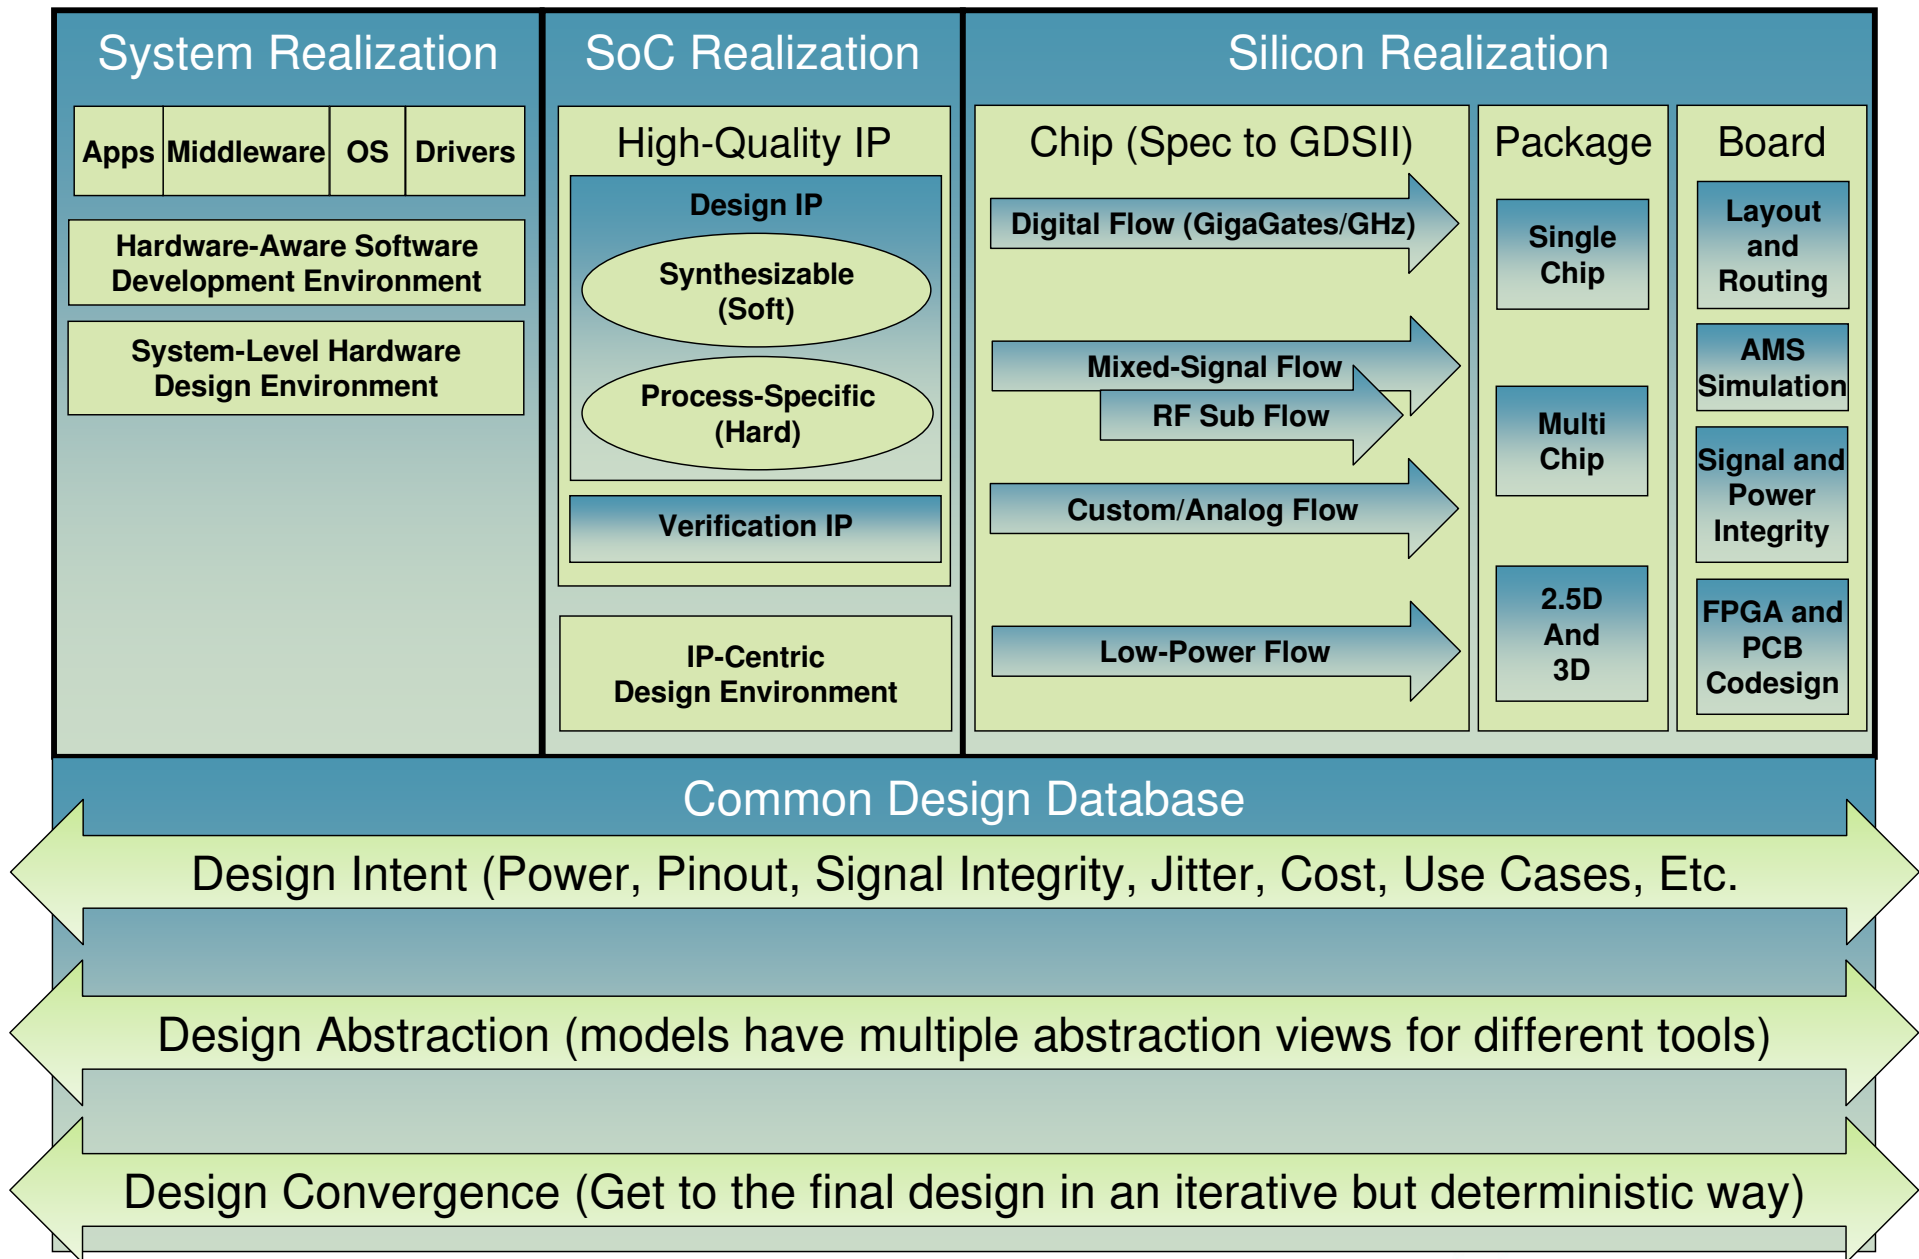 System Realization
Apps Middleware OS Drivers
Hardware-Aware Software
Development Environment
System-Level Hardware
Design Environment
SoC Realization
High-Quality IP
Design IP
Synthesizable
(Soft)
Process-Specific
(Hard)
Verification IP
IP-Centric
Design Environment
Silicon Realization
Chip (Spec to GDSII)
Digital Flow (GigaGates/GHz)
Mixed-Signal Flow
RF Sub Flow
Custom/Analog Flow
Low-Power Flow
Package
Single
Chip
Multi
Chip
2.5D
And
3D
Board
Layout
and
Routing
AMS
Simulation
Signal and
Power
Integrity
FPGA and
PCB
Codesign
Common Design Database
Design Intent (Power, Pinout, Signal Integrity, Jitter, Cost, Use Cases, Etc.
Design Abstraction (models have multiple abstraction views for different tools)
Design Convergence (Get to the final design in an iterative but deterministic way)